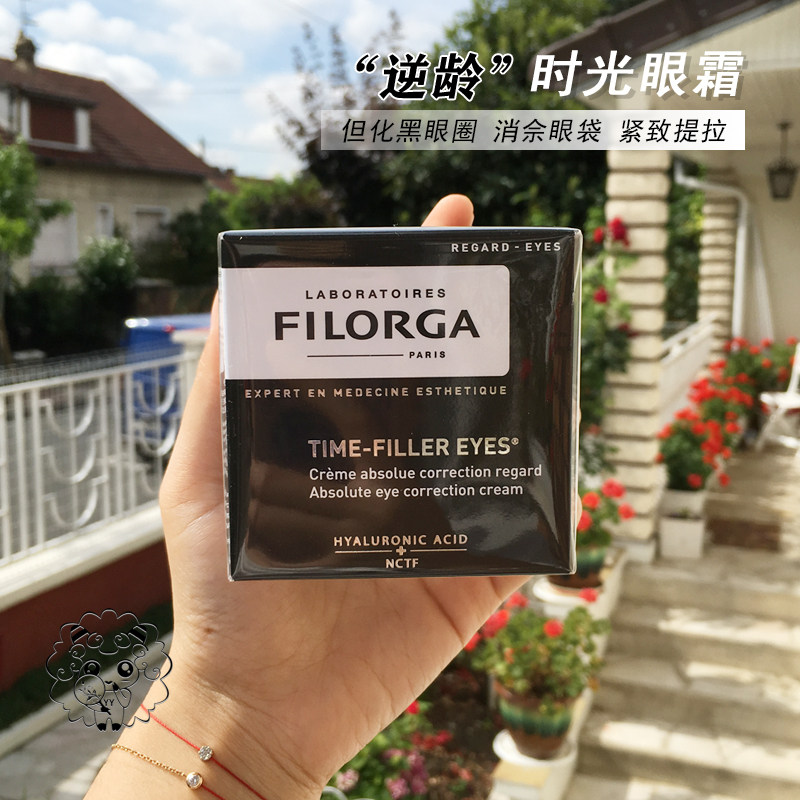 “逆龄”时光眼霜
但化黑眼圈 消佘眼袋 紧致提拉
REGARD - EYES
LABORATOIRES
FILORGA
PARIS
EXPERT EN MEDECINE ESTHETIQUE
TIME-FILLER EYES®
Crème absolue correction regard
Absolute eye correction cream
HYALURONIC ACID
+
NCTF
YY